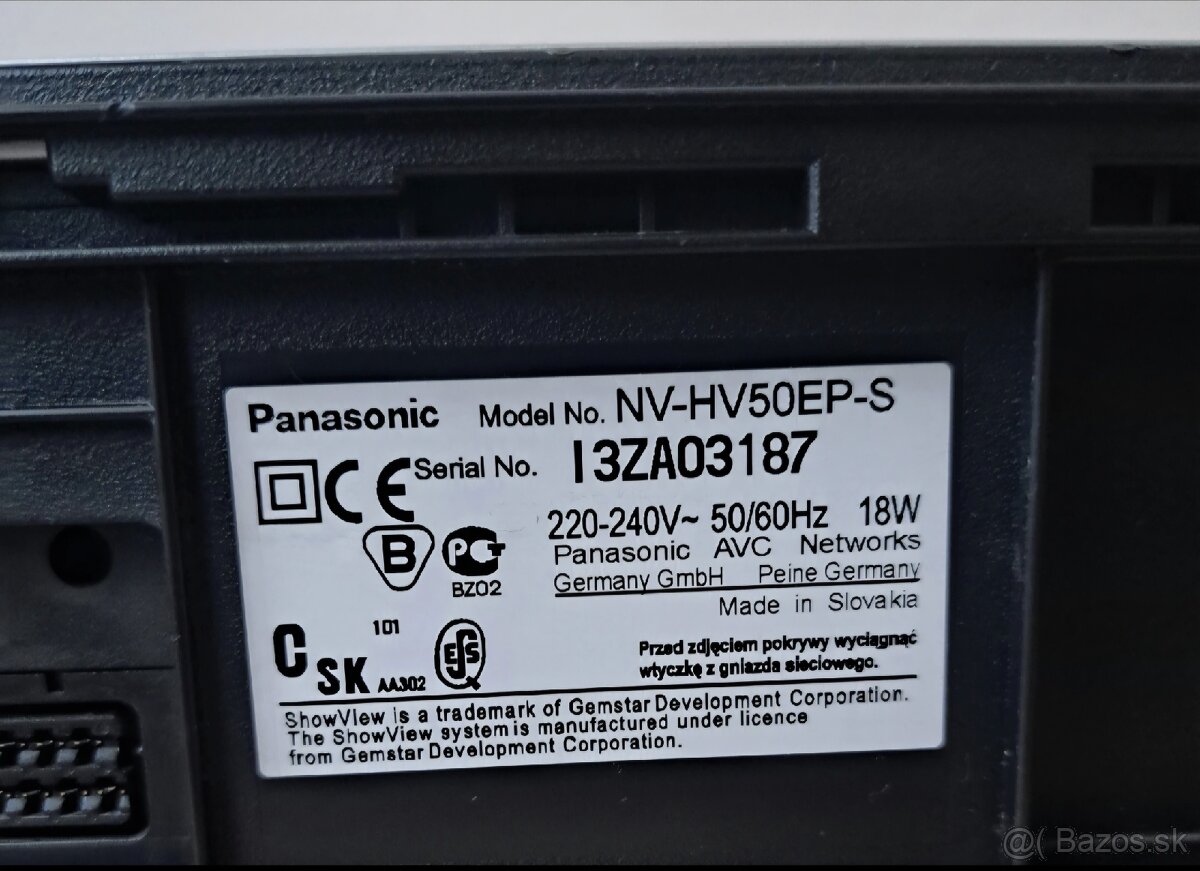 Panasonic Model No. NV-HV50EP-S
Serial No. I3ZA03187
220-240V~ 50/60Hz 18W
B PC BZ02
Panasonic AVC Networks
Germany GmbH Peine Germany
Made in Slovakia
C SK 101 AA302
Przed zdjęciem pokrywy wyciągnąć
wtyczkę z gniazda sieciowego.
ShowView is a trademark of Gemstar Development Corporation.
The ShowView system is manufactured under licence
from Gemstar Development Corporation.
@( Bazos.sk